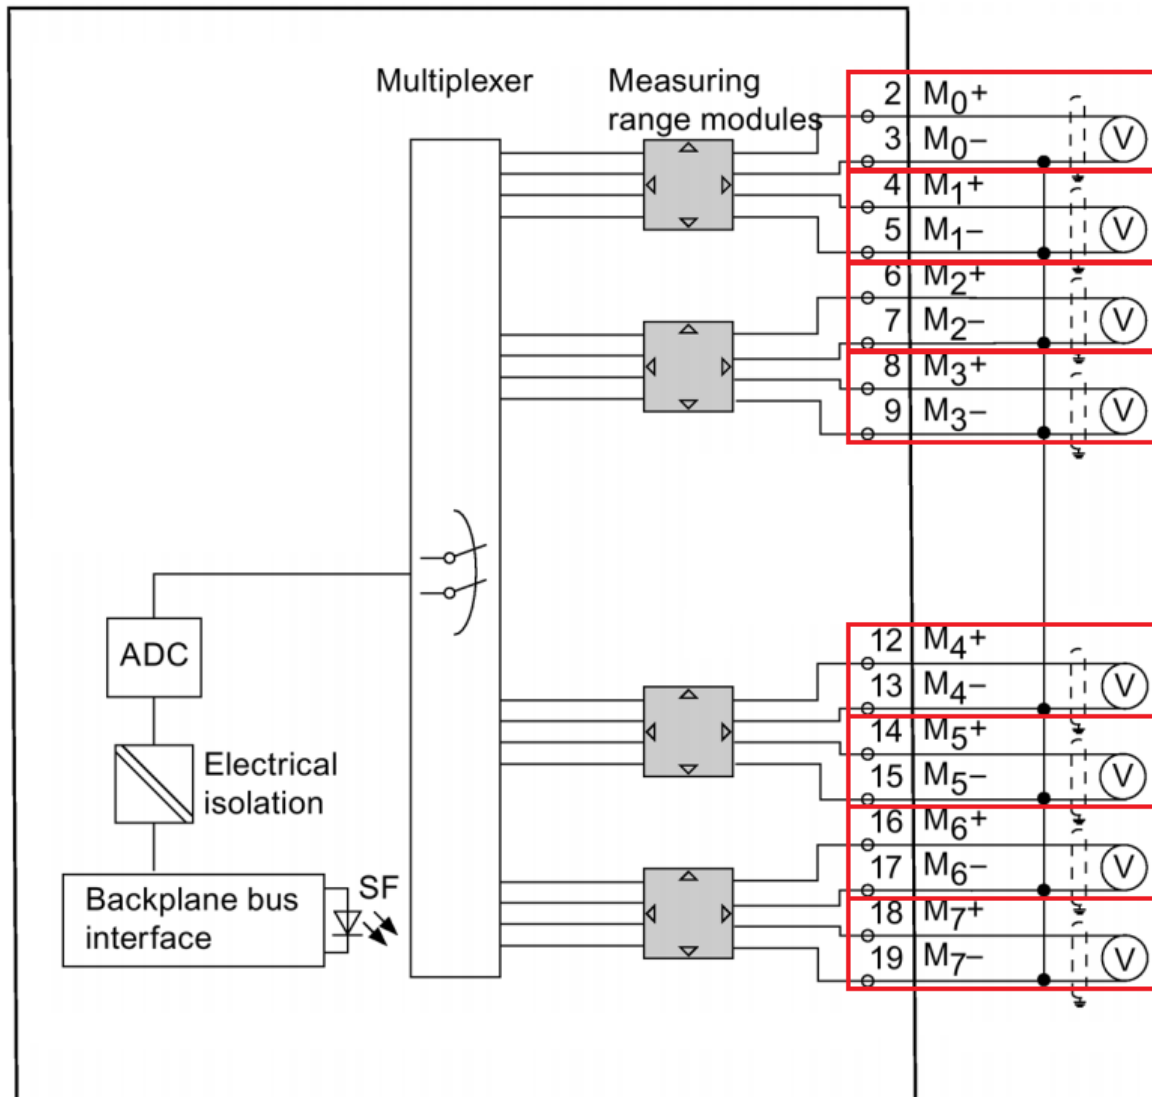 Multiplexer
Measuring
range modules
2 M0+
3 M0−
V
4 M1+
5 M1−
V
6 M2+
7 M2−
V
8 M3+
9 M3−
V
12 M4+
13 M4−
V
14 M5+
15 M5−
V
16 M6+
17 M6−
V
18 M7+
19 M7−
V
ADC
Electrical
isolation
Backplane bus
interface
SF